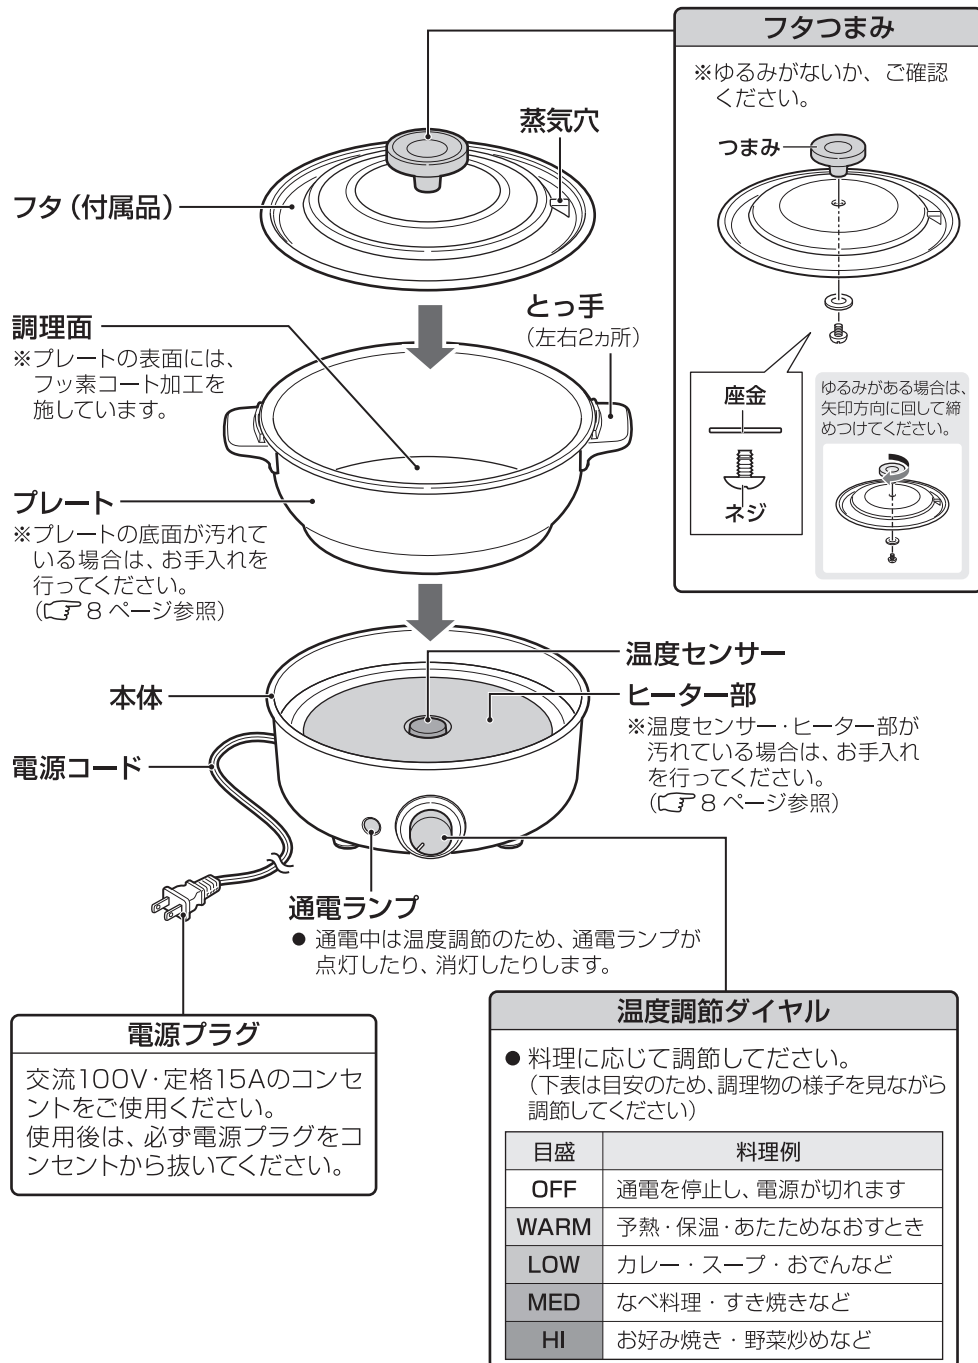 フタつまみ
※ゆるみがないか、ご確認
ください。
つまみ
座金
ネジ
ゆるみがある場合は、
矢印方向に回して締
めつけてください。
蒸気穴
フタ（付属品）
とっ手
（左右2ヵ所）
調理面
※プレートの表面には、
フッ素コート加工を
施しています。
プレート
※プレートの底面が汚れて
いる場合は、お手入れを
行ってください。
（☞8 ページ参照）
温度センサー
ヒーター部
※温度センサー・ヒーター部が
汚れている場合は、お手入れ
を行ってください。
（☞8 ページ参照）
本体
電源コード
通電ランプ
● 通電中は温度調節のため、通電ランプが
点灯したり、消灯したりします。
電源プラグ
交流100V・定格15Aのコンセ
ントをご使用ください。
使用後は、必ず電源プラグをコ
ンセントから抜いてください。
温度調節ダイヤル
● 料理に応じて調節してださい。
（下表は目安のため、調理物の様子を見ながら
調節してください）
目盛 料理例
OFF 通電を停止し、電源が切れます
WARM 予熱・保温・あたためなおすとき
LOW カレー・スープ・おでんなど
MED なべ料理・すき焼きなど
HI お好み焼き・野菜炒めなど